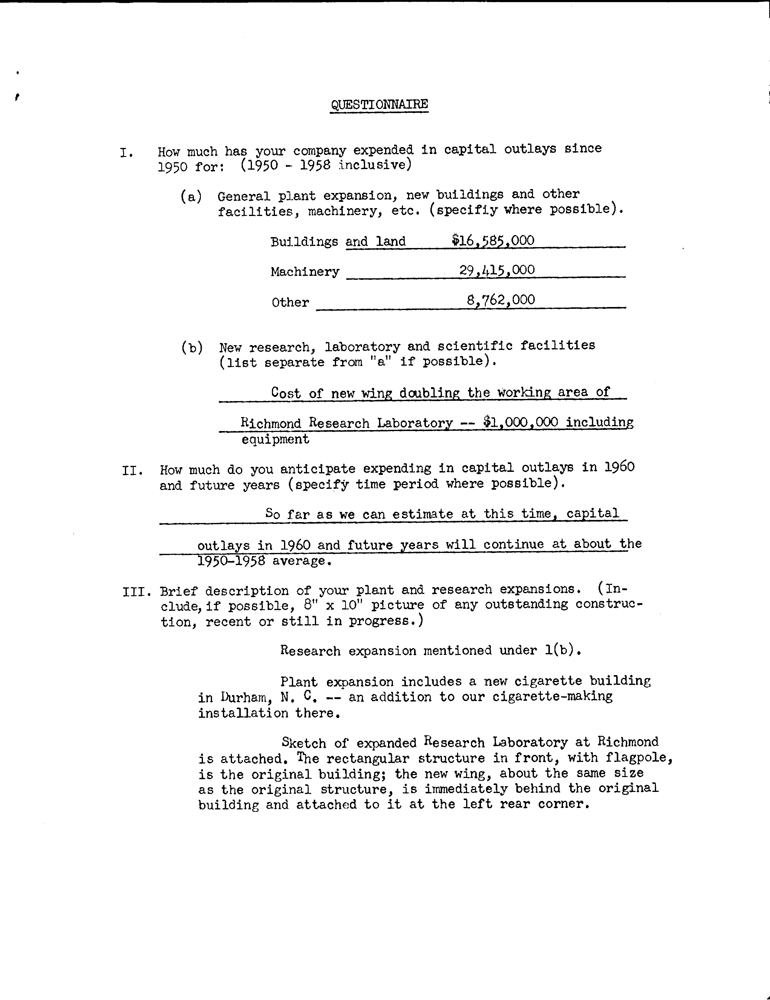 QUESTIONNAIRE
I. How much has your company expended in capital outlays since
1950 for: (1950 - 1958 inclusive)
(a) General plant expansion, new buildings and other
facilities, machinery, etc. (specifiy where possible).
Buildings and land $16,585,000
Machinery 29,415,000
Other 8,762,000
(b) New research, laboratory and scientific facilities
(list separate from "a" if possible).
Cost of new wing doubling the working area of
Richmond Research Laboratory -- $1,000,000 including
equipment
II. How much do you anticipate expending in capital outlays in 1960
and future years (specify time period where possible).
So far as we can estimate at this time, capital
outlays in 1960 and future years will continue at about the
1950-1958 average.
III. Brief description of your plant and research expansions. (In-
clude, if possible, 8" x 10" picture of any outstanding construc-
tion, recent or still in progress.)
Research expansion mentioned under 1(b).
Plant expansion includes a new cigarette building
in Durham, N. C. -- an addition to our cigarette-making
installation there.
Sketch of expanded Research Laboratory at Richmond
is attached. The rectangular structure in front, with flagpole,
is the original building; the new wing, about the same size
as the original structure, is immediately behind the original
building and attached to it at the left rear corner.